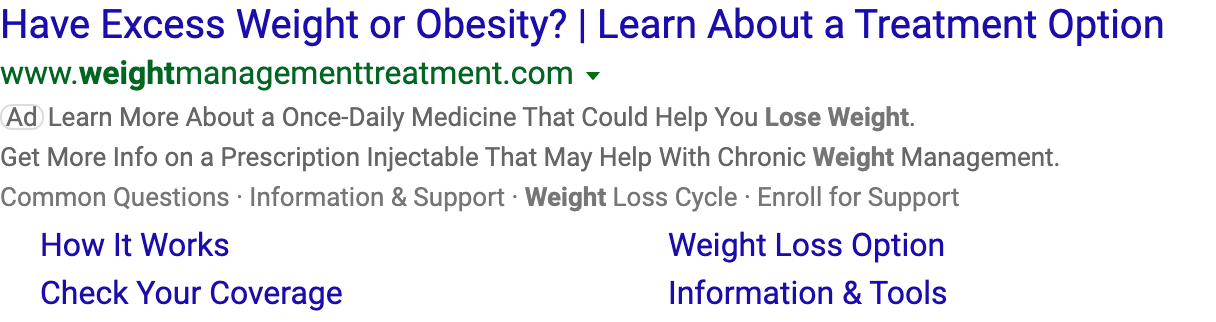 Have Excess Weight or Obesity? | Learn About a Treatment Option
www.weightmanagementtreatment.com
Ad Learn More About a Once-Daily Medicine That Could Help You Lose Weight.
Get More Info on a Prescription Injectable That May Help With Chronic Weight Management.
Common Questions · Information & Support · Weight Loss Cycle · Enroll for Support
How It Works Weight Loss Option
Check Your Coverage Information & Tools